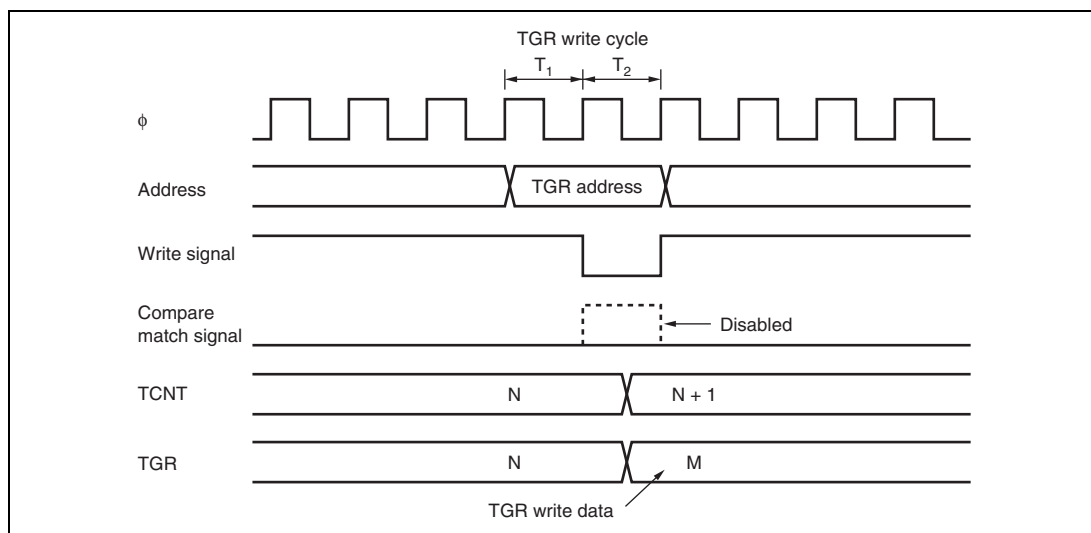 TGR write cycle
T1 T2
ϕ
Address
TGR address
Write signal
Compare
match signal
Disabled
TCNT
N
N + 1
TGR
N
M
TGR write data